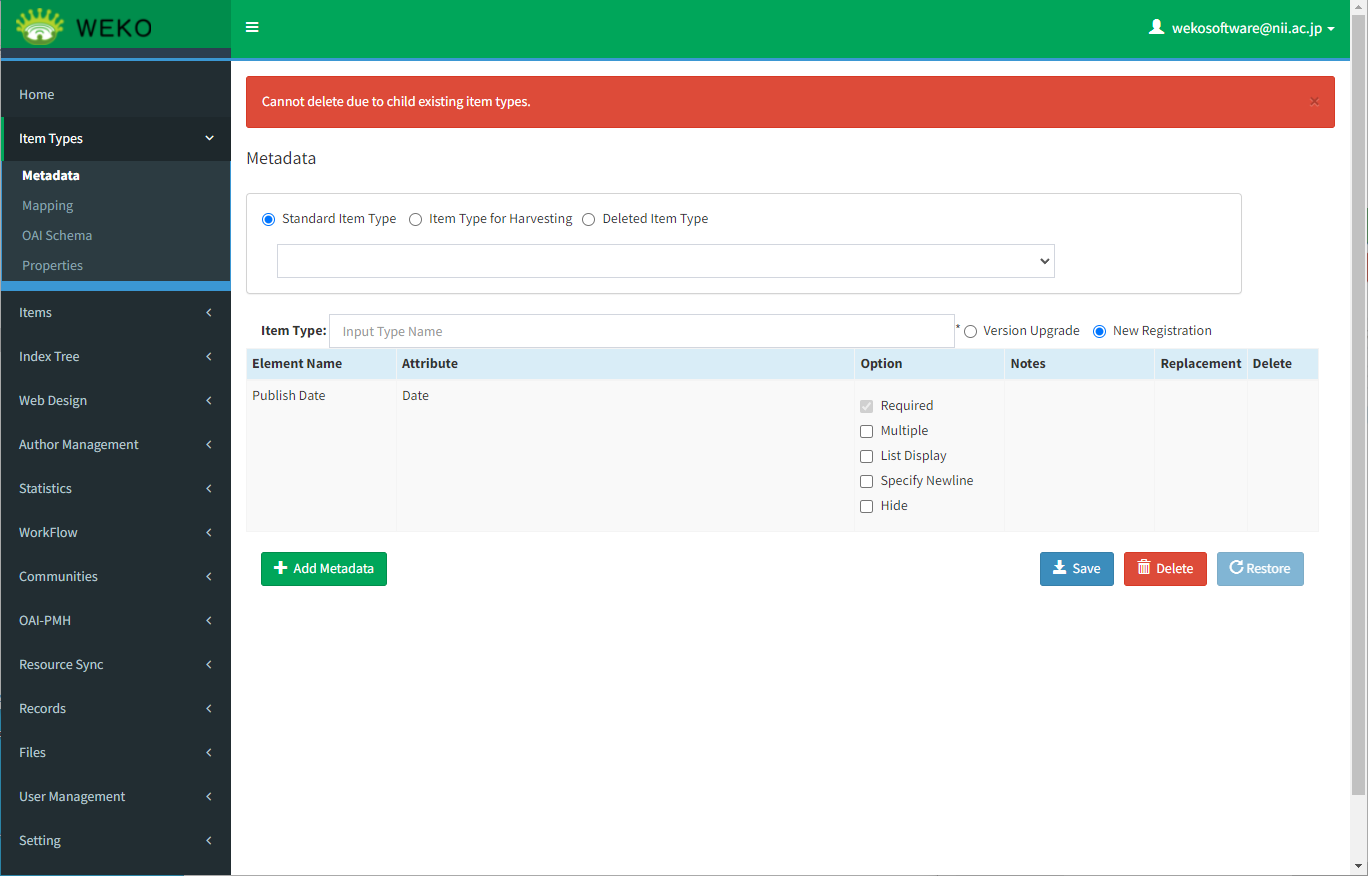 WEKO
wekosoftware@nii.ac.jp
Home
Item Types
Metadata
Mapping
OAI Schema
Properties
Items
Index Tree
Web Design
Author Management
Statistics
WorkFlow
Communities
OAI-PMH
Resource Sync
Records
Files
User Management
Setting
Cannot delete due to child existing item types. ×
Metadata
Standard Item Type Item Type for Harvesting Deleted Item Type
Item Type: Input Type Name * Version Upgrade New Registration
Element Name Attribute Option Notes Replacement Delete
Publish Date Date
Required
Multiple
List Display
Specify Newline
Hide
Add Metadata Save Delete Restore